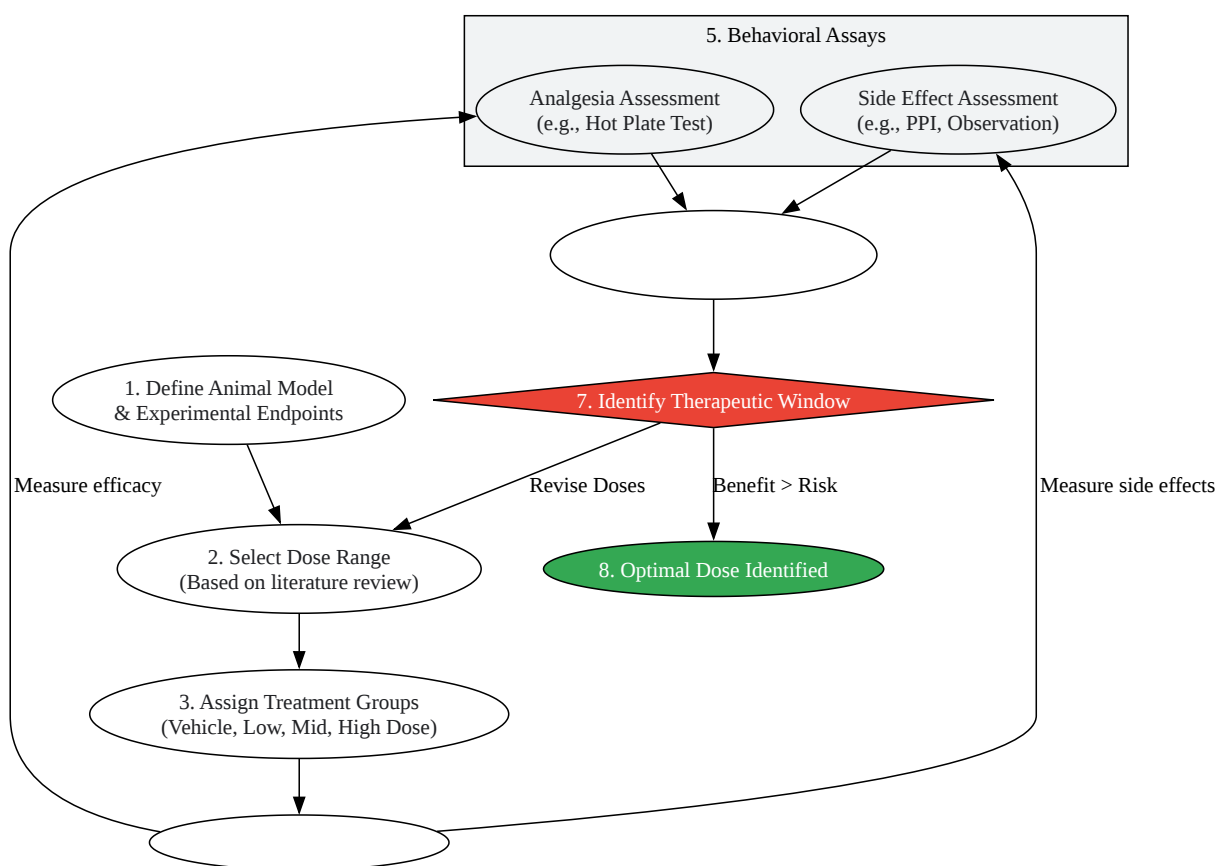 5. Behavioral Assays
Analgesia Assessment
(e.g., Hot Plate Test)
Side Effect Assessment
(e.g., PPI, Observation)
1. Define Animal Model
& Experimental Endpoints
7. Identify Therapeutic Window
Measure efficacy
Revise Doses
Benefit > Risk
Measure side effects
2. Select Dose Range
(Based on literature review)
8. Optimal Dose Identified
3. Assign Treatment Groups
(Vehicle, Low, Mid, High Dose)